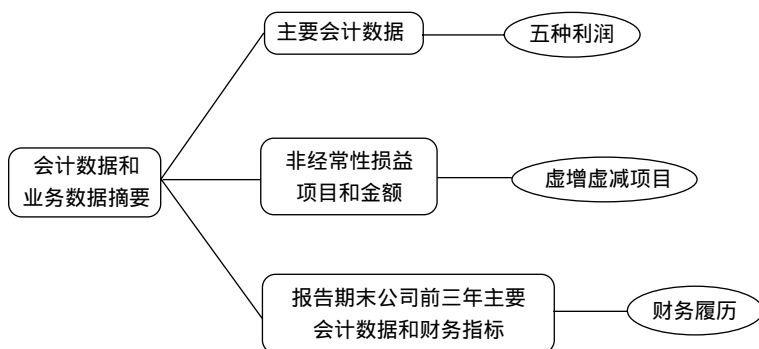 主要会计数据
五种利润
会计数据和
业务数据摘要
非经常性损益
项目和金额
虚增虚减项目
报告期末公司前三年主要
会计数据和财务指标
财务履历